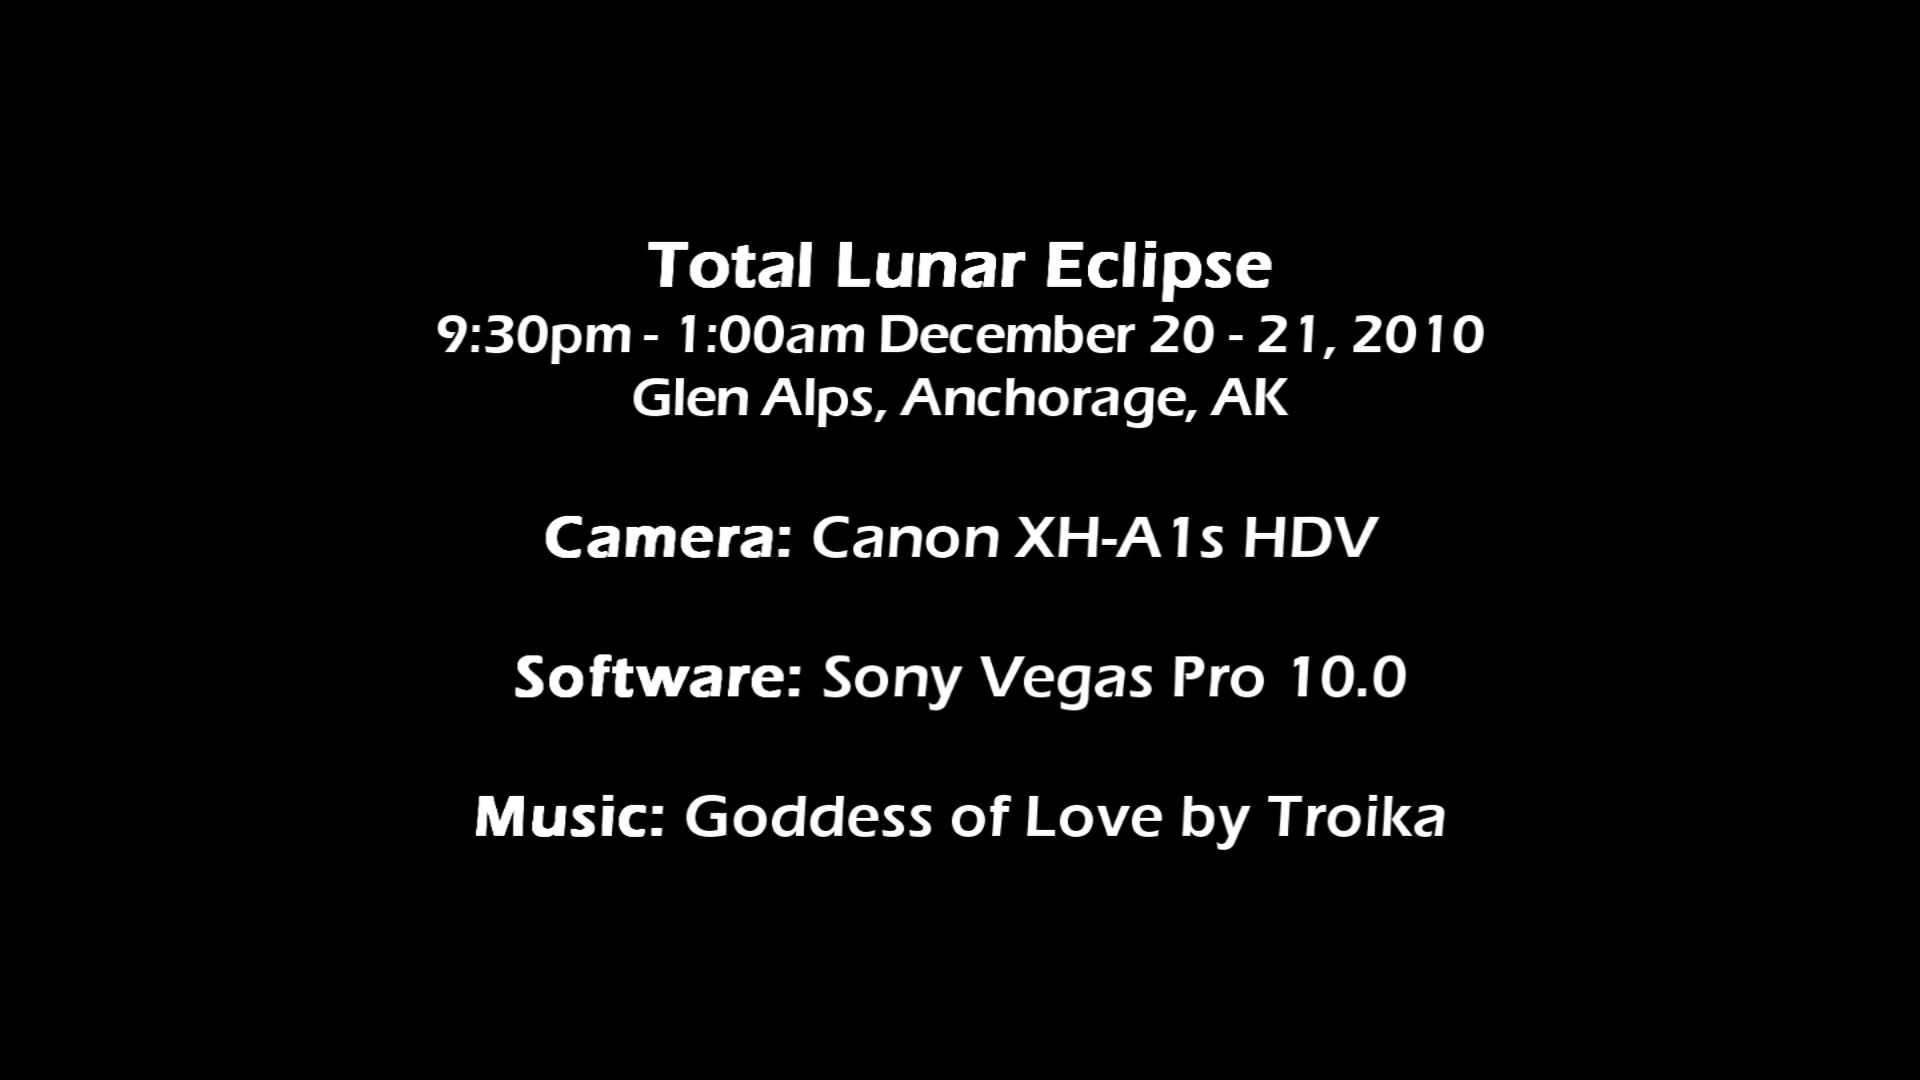 Total Lunar Eclipse
9:30pm - 1:00am December 20 - 21, 2010
Glen Alps, Anchorage, AK
Camera: Canon XH-A1s HDV
Software: Sony Vegas Pro 10.0
Music: Goddess of Love by Troika